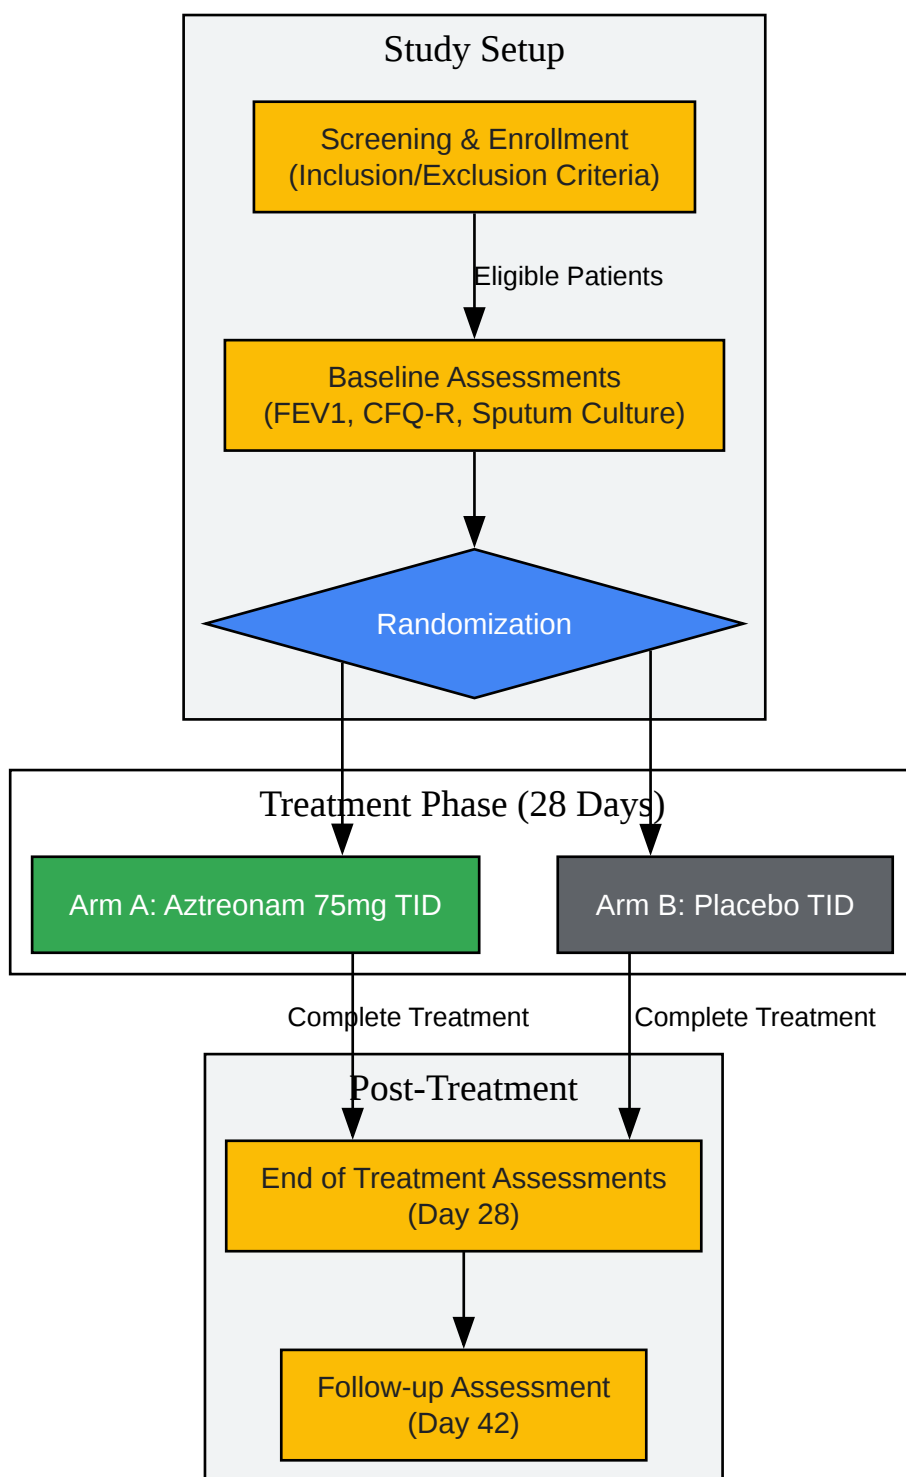 Study Setup
Screening & Enrollment
(Inclusion/Exclusion Criteria)
Eligible Patients
Baseline Assessments
(FEV1, CFQ-R, Sputum Culture)
Randomization
Treatment Phase (28 Days)
Arm A: Aztreonam 75mg TID
Arm B: Placebo TID
Complete Treatment
Complete Treatment
Post-Treatment
End of Treatment Assessments
(Day 28)
Follow-up Assessment
(Day 42)